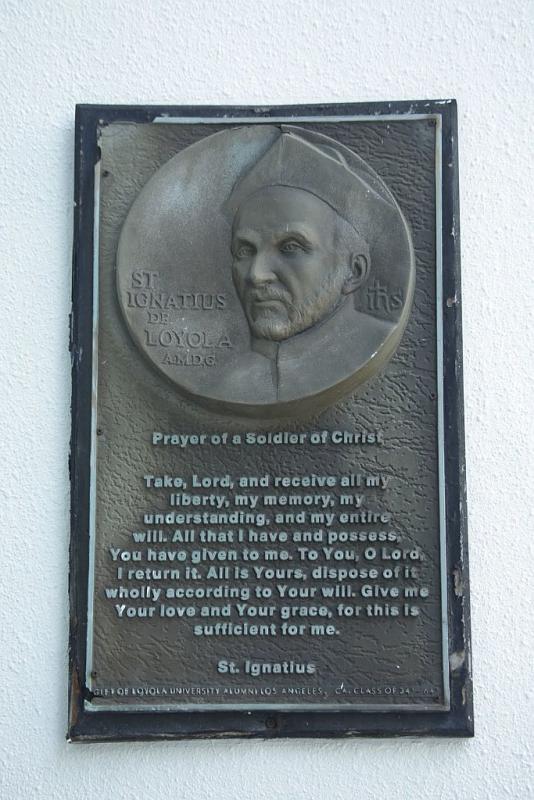 ST
IGNATIUS
DE
LOYOLA
A.M.D.G.
IHS
Prayer of a Soldier of Christ
Take, Lord, and receive all my
liberty, my memory, my
understanding, and my entire
will. All that I have and possess,
You have given to me. To You, O Lord,
I return it. All is Yours, dispose of it
wholly according to Your will. Give me
Your love and Your grace, for this is
sufficient for me.
St. Ignatius
GIFT OF LOYOLA UNIVERSITY ALUMNI LOS ANGELES, CA. CLASS OF